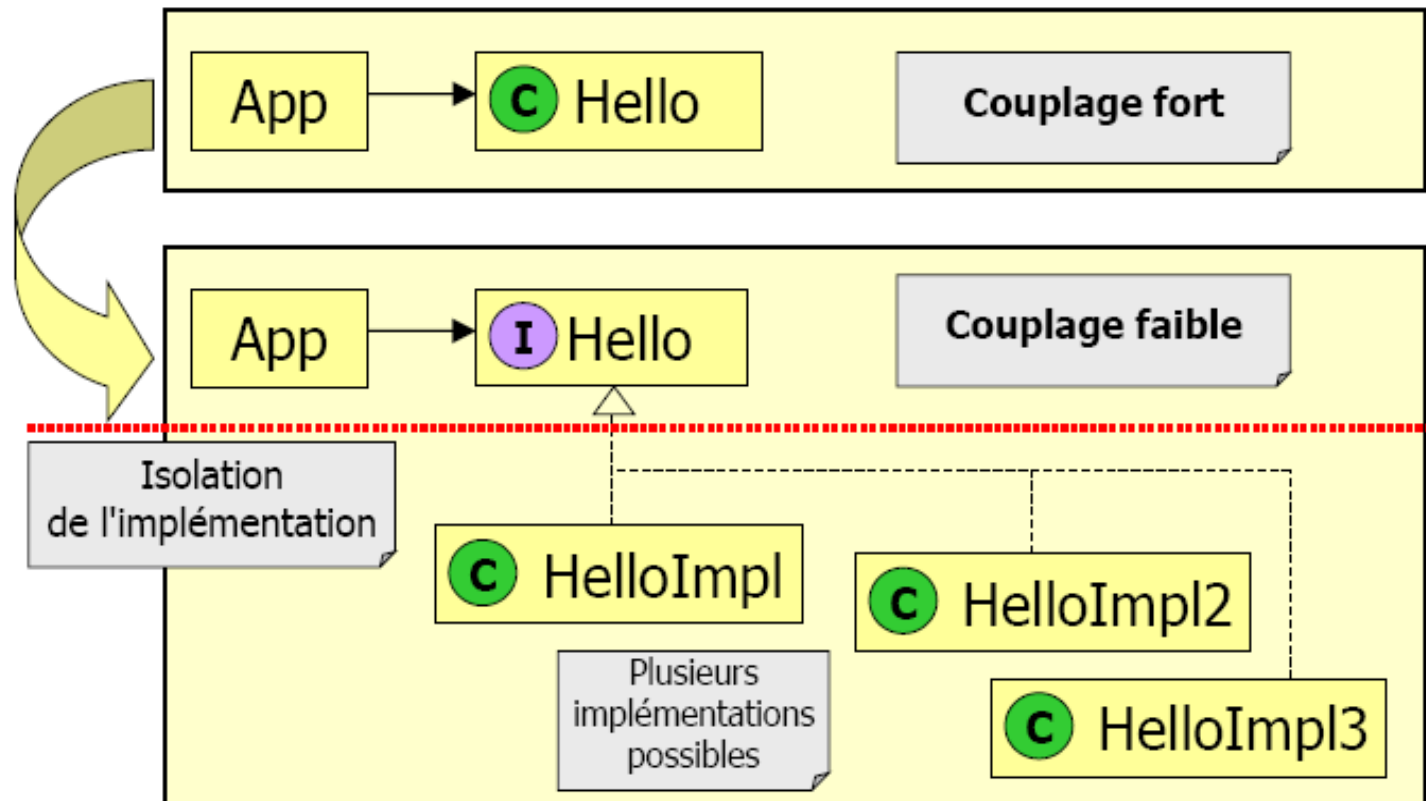 App
C Hello
Couplage fort
App
I Hello
Couplage faible
Isolation
de l'implémentation
C HelloImpl
C HelloImpl2
Plusieurs
implémentations
possibles
C HelloImpl3